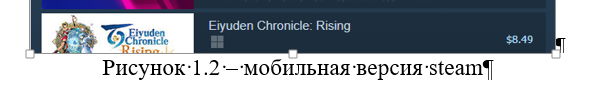 Eiyuden
Chronicle
Rising
Eiyuden Chronicle: Rising
$8.49
¶
Рисунок·1.2·–·мобильная·версия·steam¶